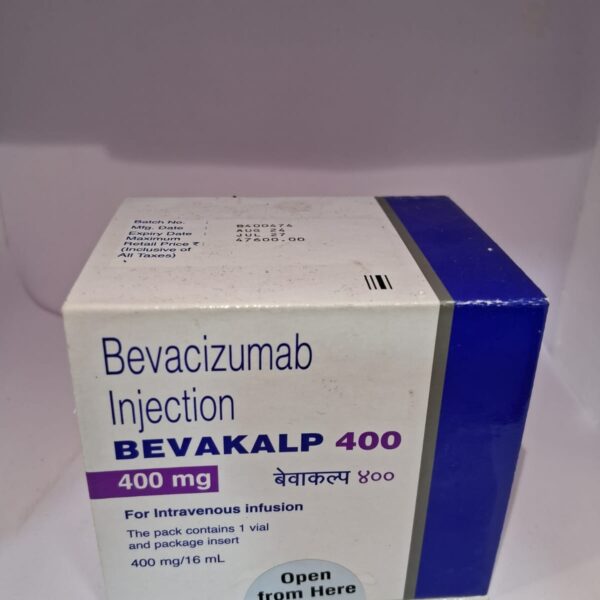 Batch No. :
Mfg. Date : AUG 24
Expiry Date : JUL 27
Maximum
Retail Price ₹ : 47600.00
(Inclusive of
All Taxes)
Bevacizumab
Injection
BEVAKALP 400
400 mg
बेवाकल्प ४००
For Intravenous infusion
The pack contains 1 vial
and package insert
400 mg/16 mL
Open
from Here